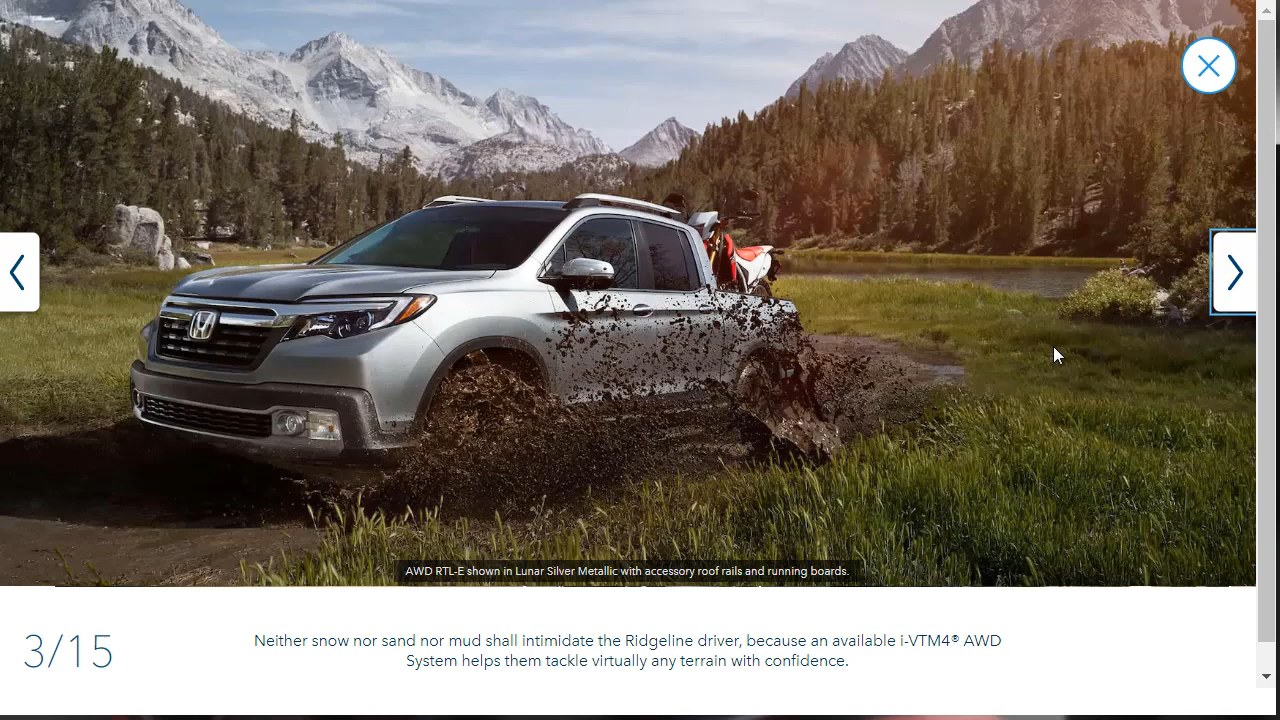 AWD RTL-E shown in Lunar Silver Metallic with accessory roof rails and running boards.
3/15
Neither snow nor sand nor mud shall intimidate the Ridgeline driver, because an available i-VTM4® AWD
System helps them tackle virtually any terrain with confidence.